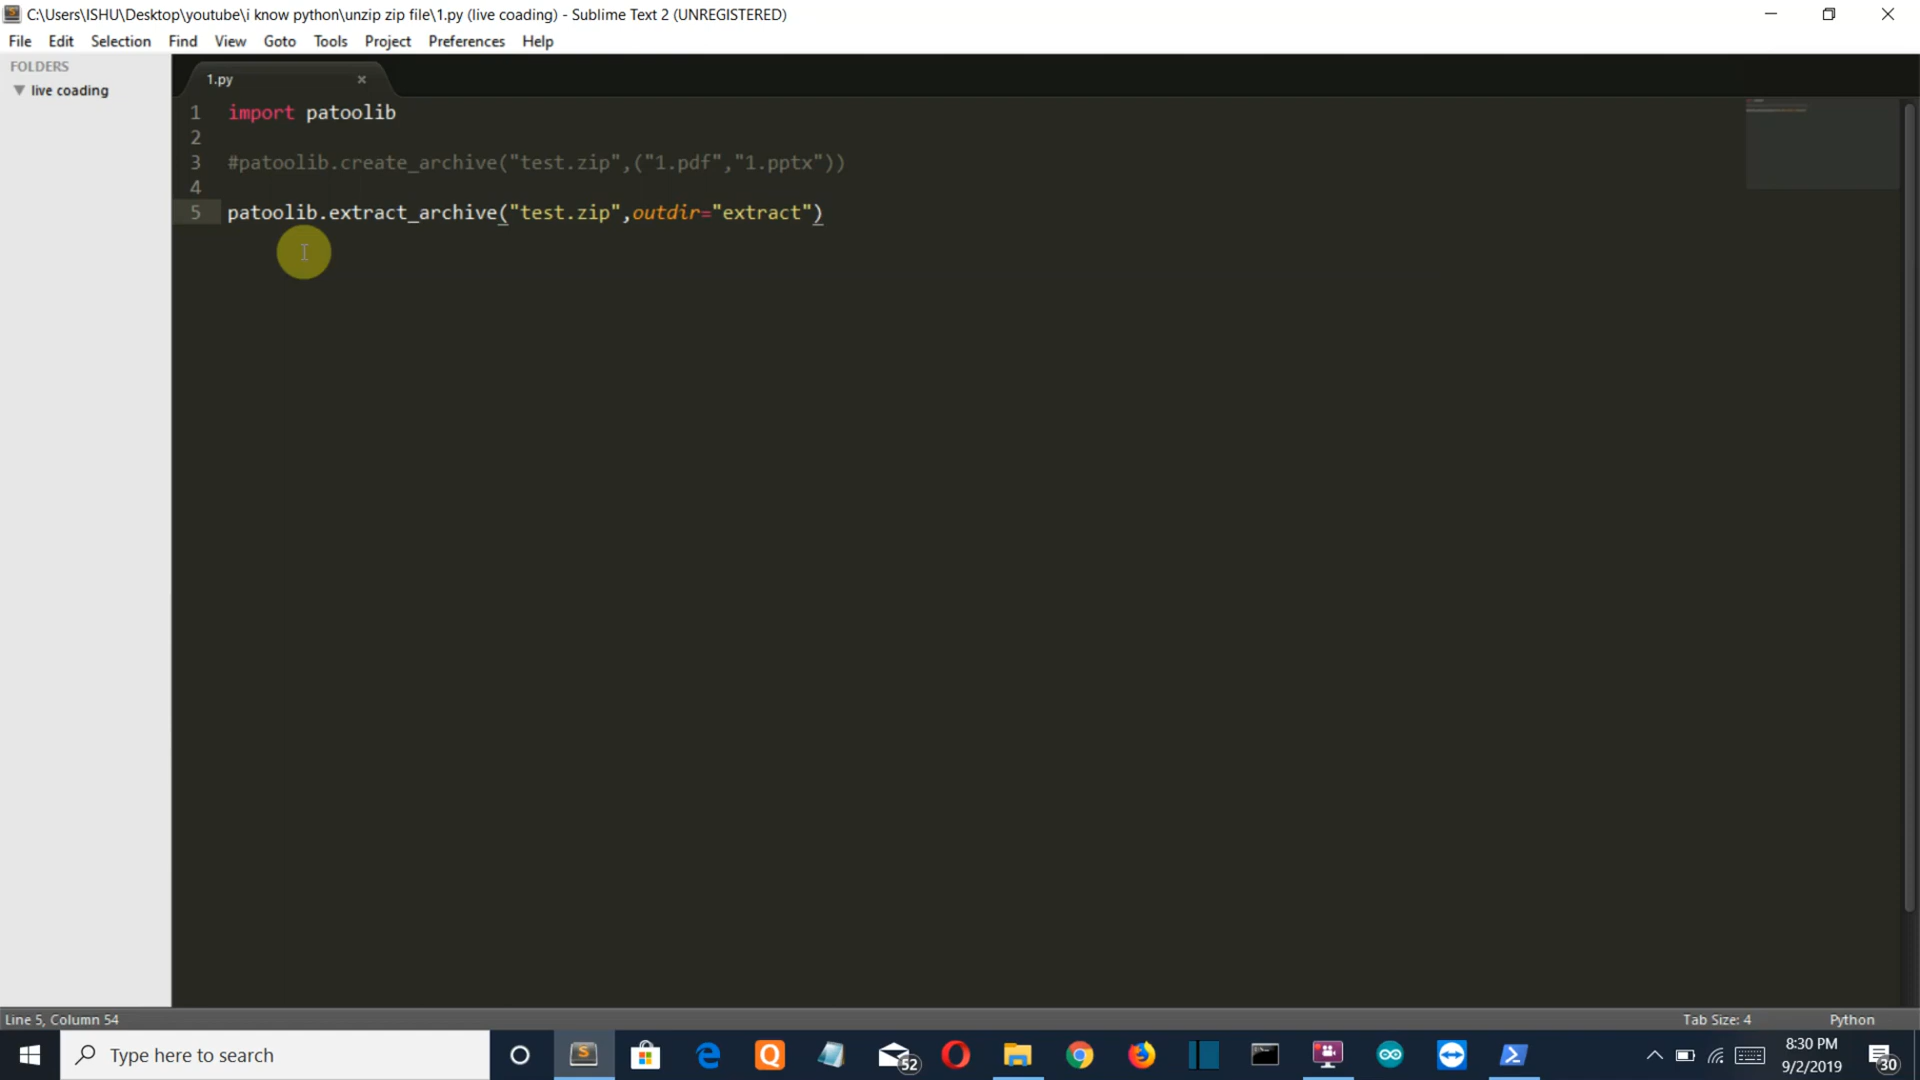 C:\Users\ISHU\Desktop\youtube\i know python\unzip zip file\1.py (live coading) - Sublime Text 2 (UNREGISTERED)
File Edit Selection Find View Goto Tools Project Preferences Help
FOLDERS
live coading
1.py
1 import patoolib
2
3 #patoolib.create_archive("test.zip",("1.pdf","1.pptx"))
4
5 patoolib.extract_archive("test.zip",outdir="extract")
Line 5, Column 54
Tab Size: 4
Python
Type here to search
52
8:30 PM
9/2/2019
30